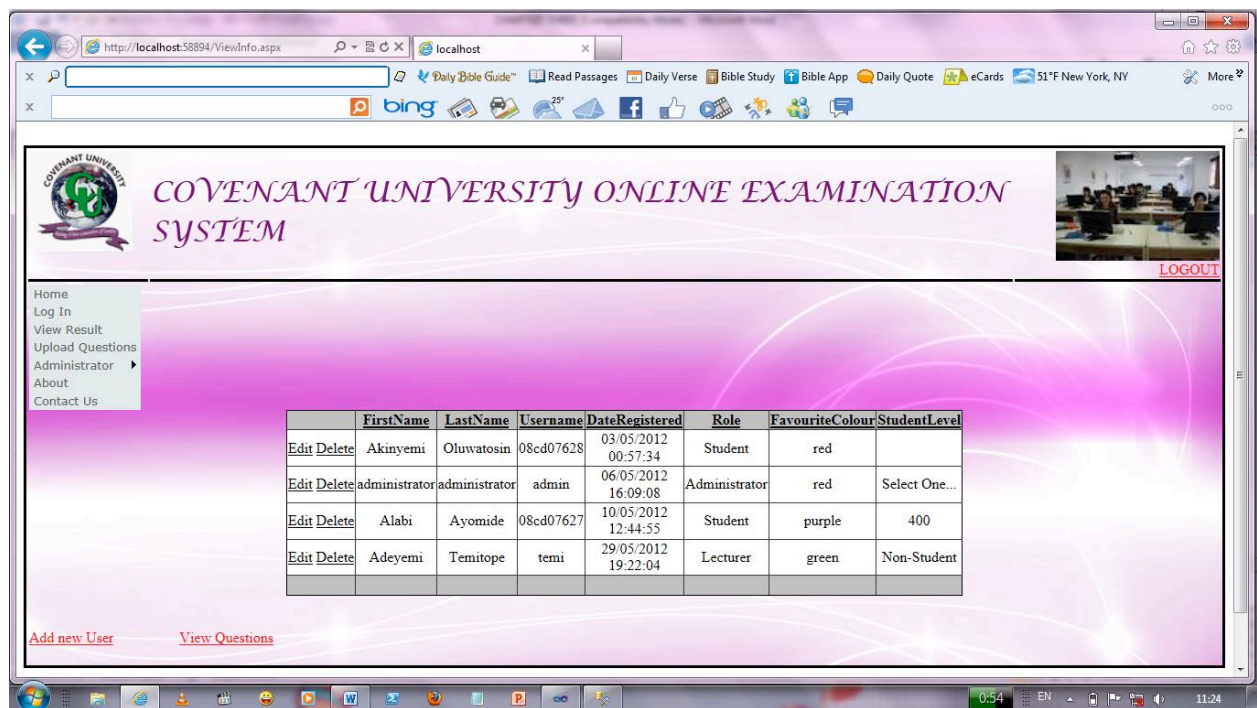 http://localhost:58894/ViewInfo.aspx
localhost
Daily Bible Guide™ Read Passages Daily Verse Bible Study Bible App Daily Quote eCards 51°F New York, NY More
bing 25°
COVENANT UNIVERSITY
COVENANT UNIVERSITY ONLINE EXAMINATION
SYSTEM
LOGOUT
Home
Log In
View Result
Upload Questions
Administrator
About
Contact Us
FirstName LastName Username DateRegistered Role FavouriteColour StudentLevel
Edit Delete Akinyemi Oluwatosin 08cd07628 03/05/2012 00:57:34 Student red
Edit Delete administrator administrator admin 06/05/2012 16:09:08 Administrator red Select One...
Edit Delete Alabi Ayomide 08cd07627 10/05/2012 12:44:55 Student purple 400
Edit Delete Adeyemi Temitope temi 29/05/2012 19:22:04 Lecturer green Non-Student
Add new User View Questions
0:54 EN 11:24